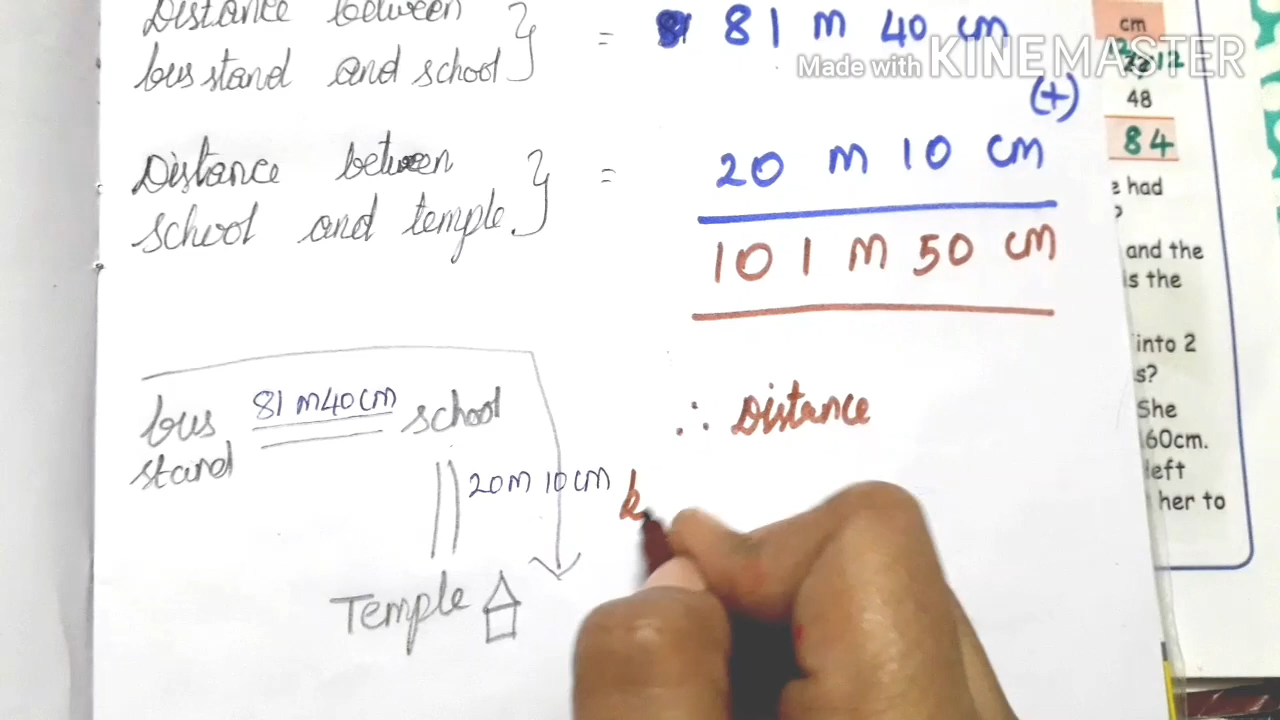 Distance between
bus stand and school } = 81 m 40 cm
Made with KINEMASTER
(+)
Distance between
school and temple. } = 20 m 10 cm
101 m 50 cm
bus stand
81 m 40 cm
school
20 m 10 cm
Temple
∴ Distance
b
cm
12
48
84
had
?
and the
is the
into 2
s?
She
60cm.
left
her to